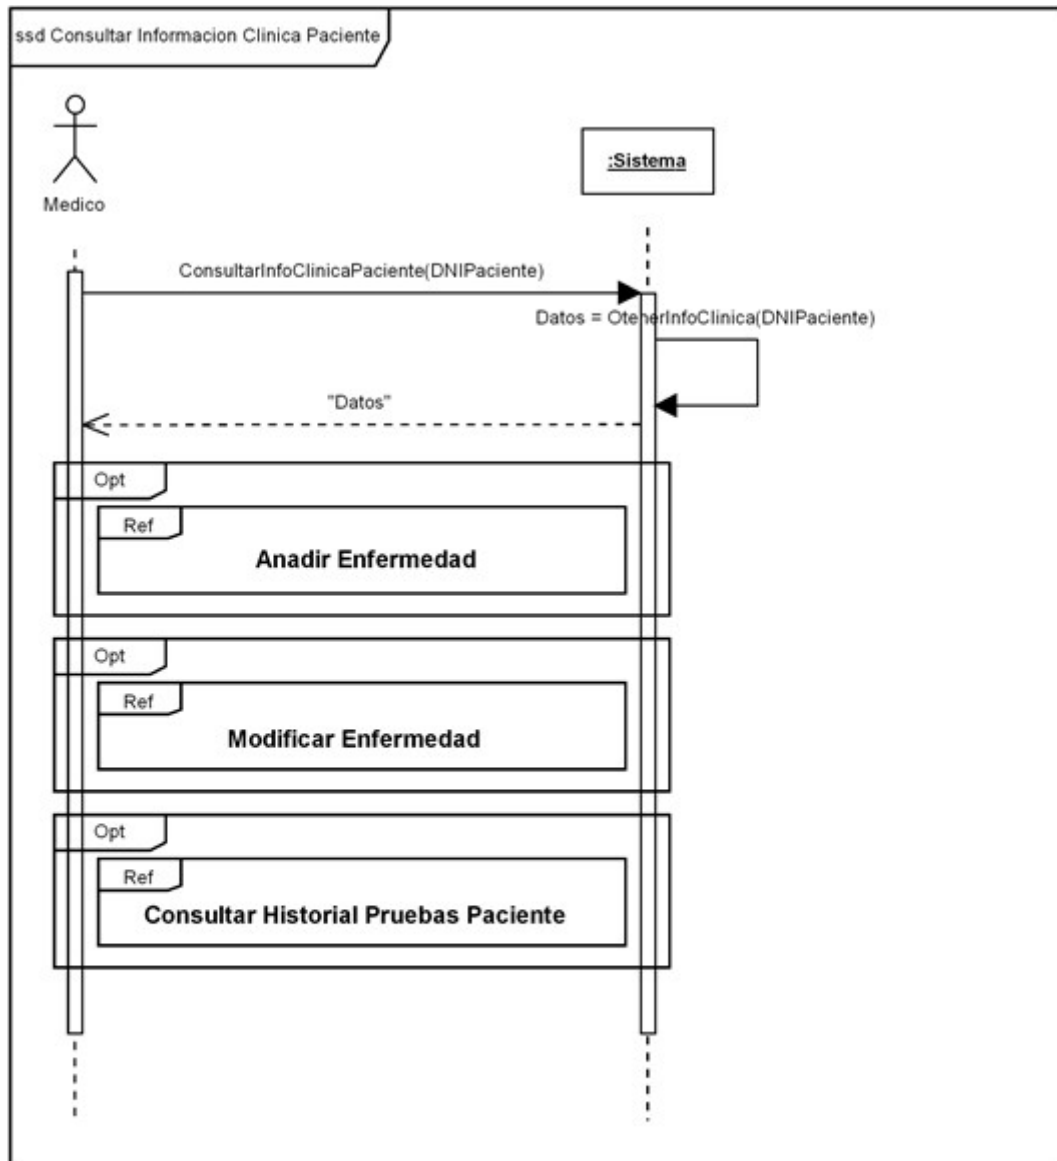 ssd Consultar Informacion Clinica Paciente
Medico
:Sistema
ConsultarInfoClinicaPaciente(DNIPaciente)
Datos = OtenerInfoClinica(DNIPaciente)
"Datos"
Opt
Ref
Anadir Enfermedad
Opt
Ref
Modificar Enfermedad
Opt
Ref
Consultar Historial Pruebas Paciente